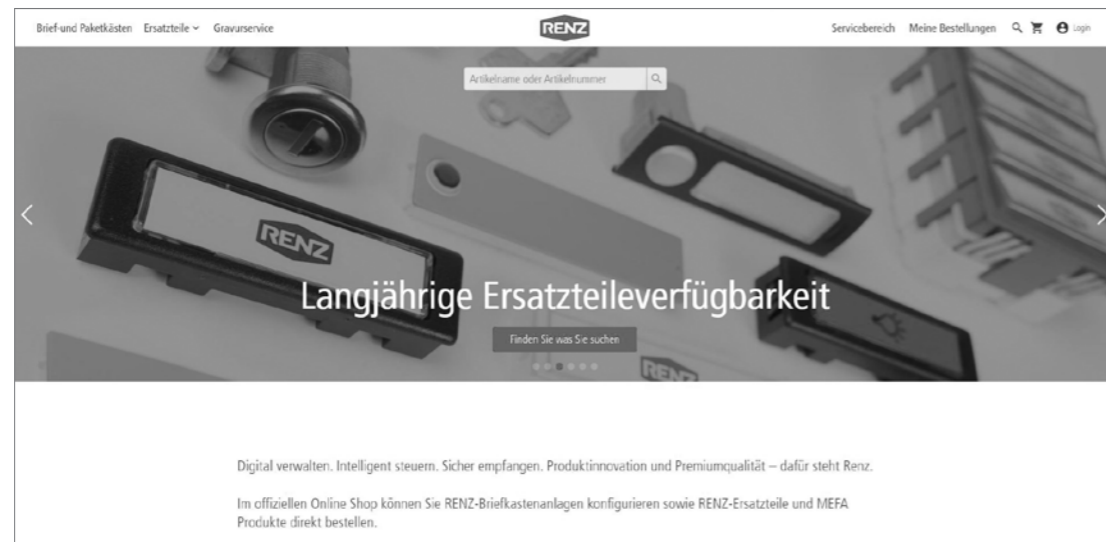 Brief-und Paketkästen Ersatzteile Gravurservice RENZ Servicebereich Meine Bestellungen Login
Artikelname oder Artikelnummer
RENZ
Langjährige Ersatzteileverfügbarkeit
Finden Sie was Sie suchen
RENZ
Digital verwalten. Intelligent steuern. Sicher empfangen. Produktinnovation und Premiumqualität – dafür steht Renz.
Im offiziellen Online Shop können Sie RENZ-Briefkastenanlagen konfigurieren sowie RENZ-Ersatzteile und MEFA
Produkte direkt bestellen.